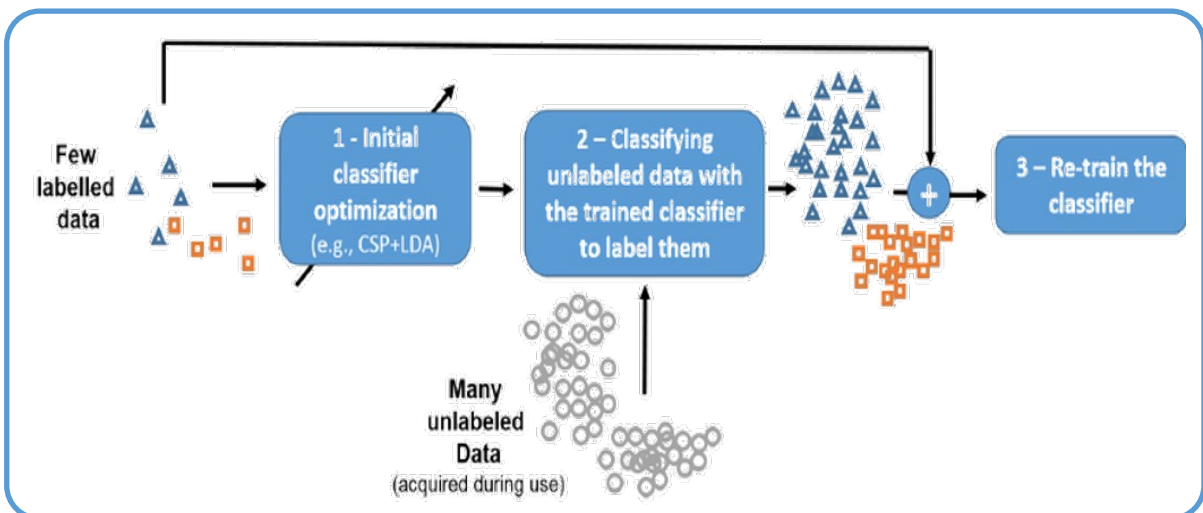 Few
labelled
data
1 - Initial
classifier
optimization
(e.g., CSP+LDA)
2 – Classifying
unlabeled data with
the trained classifier
to label them
+
3 – Re-train the
classifier
Many
unlabeled
Data
(acquired during use)